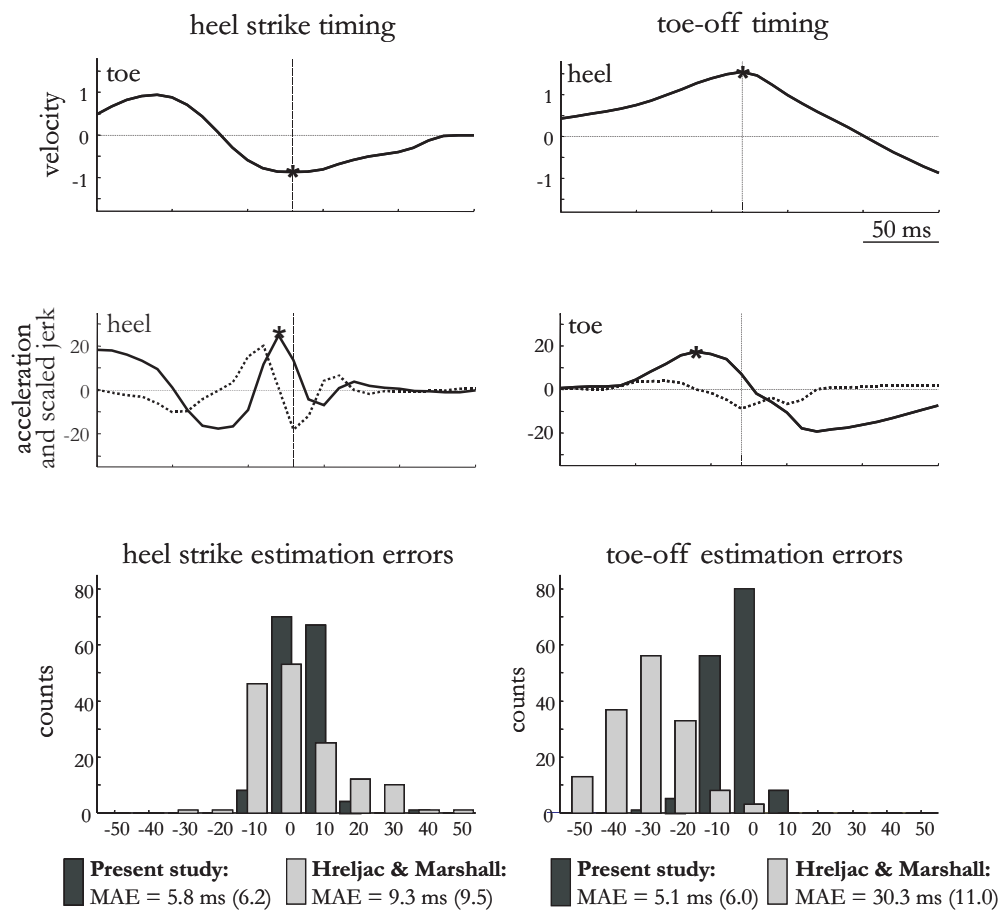 heel strike timing
toe-off timing
toe
heel
velocity
1
0
-1
1
0
-1
50 ms
heel
toe
acceleration
and scaled jerk
20
0
-20
20
0
-20
heel strike estimation errors
toe-off estimation errors
counts
80
60
40
20
0
-50 -40 -30 -20 -10 0 10 20 30 40 50
counts
80
60
40
20
0
-50 -40 -30 -20 -10 0 10 20 30 40 50
Present study:
MAE = 5.8 ms (6.2)
Hreljac & Marshall:
MAE = 9.3 ms (9.5)
Present study:
MAE = 5.1 ms (6.0)
Hreljac & Marshall:
MAE = 30.3 ms (11.0)